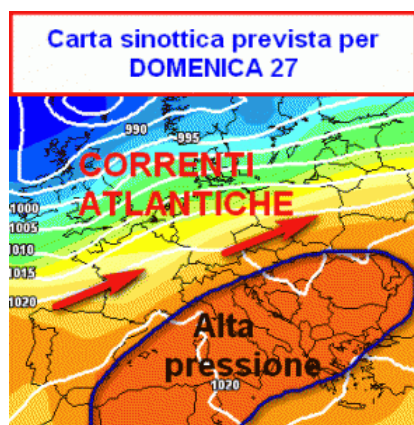 Carta sinottica prevista per
DOMENICA 27
990
995
CORRENTI
ATLANTICHE
1000
1005
1010
1015
1020
Alta
pressione
1020